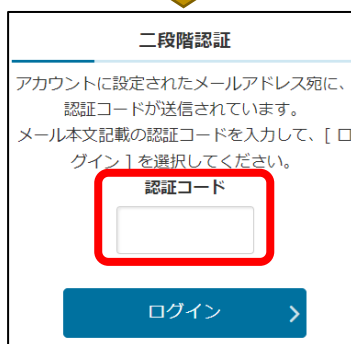 二段階認証
アカウントに設定されたメールアドレス宛に、
認証コードが送信されています。
メール本文記載の認証コードを入力して、[ ロ
グイン ] を選択してください。
認証コード
ログイン